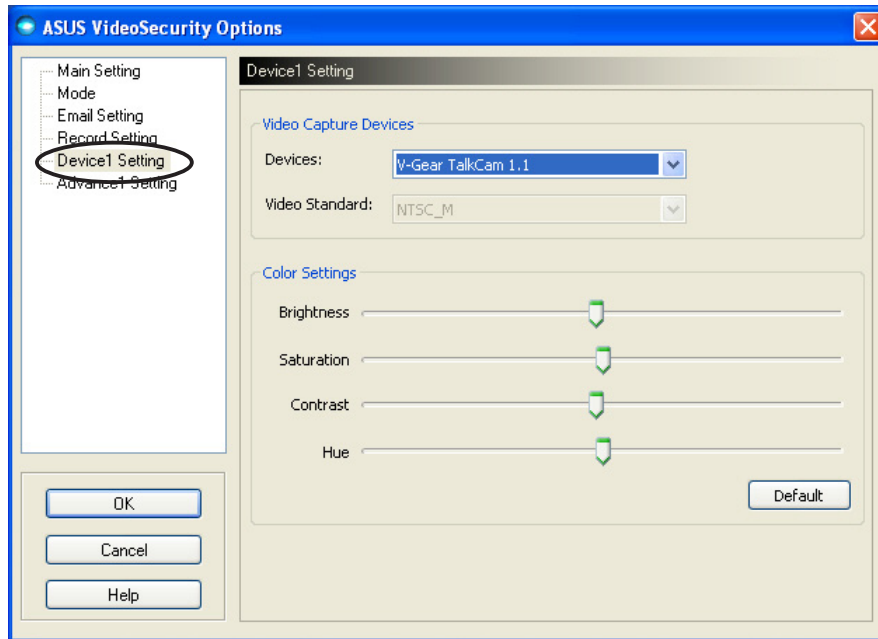 ASUS VideoSecurity Options
Main Setting
Mode
Email Setting
Record Setting
Device1 Setting
Advance1 Setting
OK
Cancel
Help
Device1 Setting
Video Capture Devices
Devices: V-Gear TalkCam 1.1
Video Standard: NTSC_M
Color Settings
Brightness
Saturation
Contrast
Hue
Default